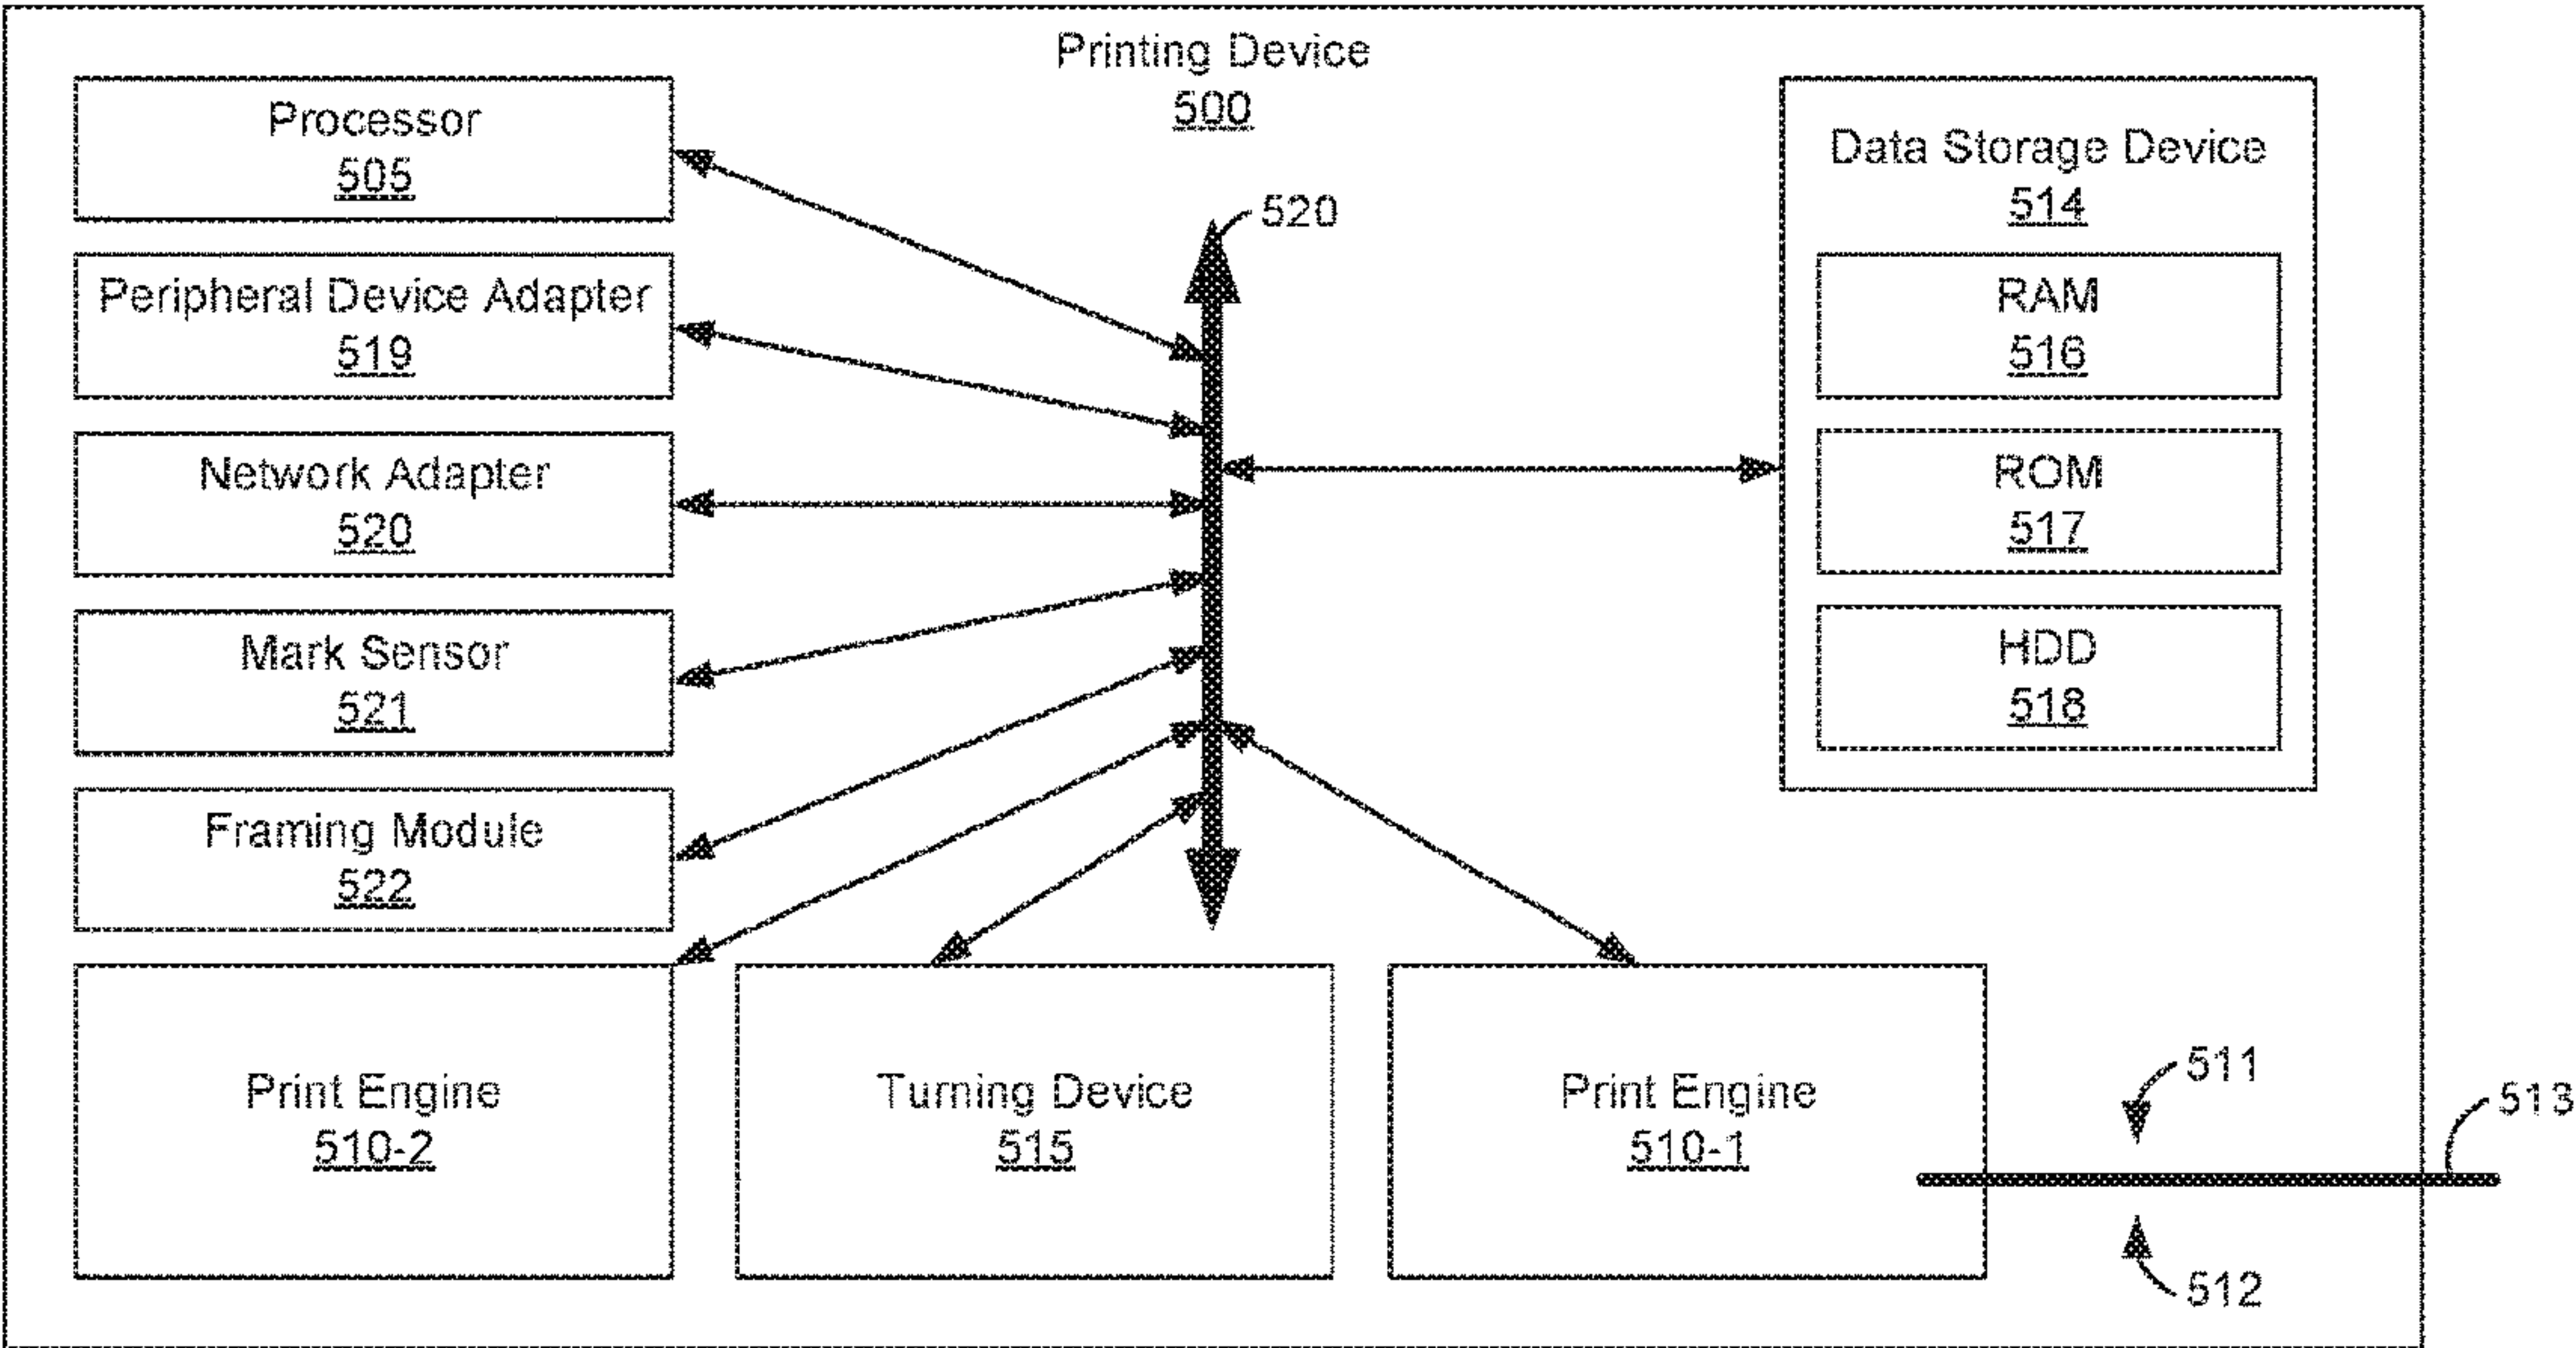 Printing Device
500
Processor
505
Peripheral Device Adapter
519
Network Adapter
520
Mark Sensor
521
Framing Module
522
520
Data Storage Device
514
RAM
516
ROM
517
HDD
518
Print Engine
510-2
Turning Device
515
Print Engine
510-1
511
513
512